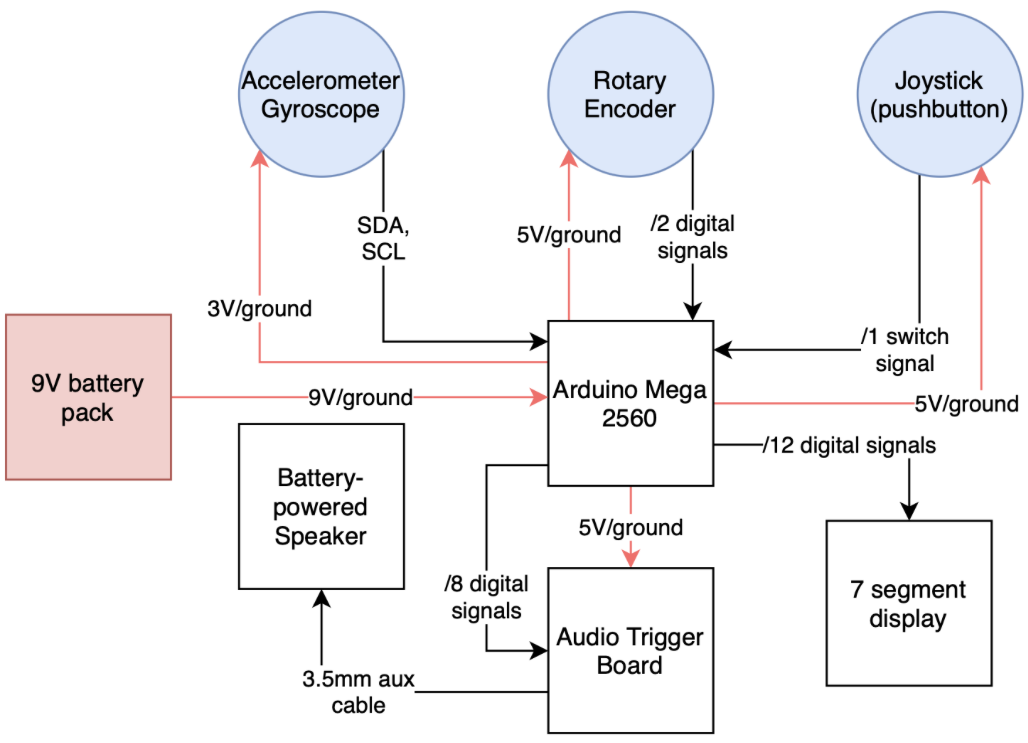 Accelerometer
Gyroscope
Rotary
Encoder
Joystick
(pushbutton)
SDA,
SCL
5V/ground
/2 digital
signals
3V/ground
/1 switch
signal
9V battery
pack
9V/ground
Arduino Mega
2560
5V/ground
/12 digital signals
Battery-
powered
Speaker
5V/ground
/8 digital
signals
7 segment
display
Audio Trigger
Board
3.5mm aux
cable